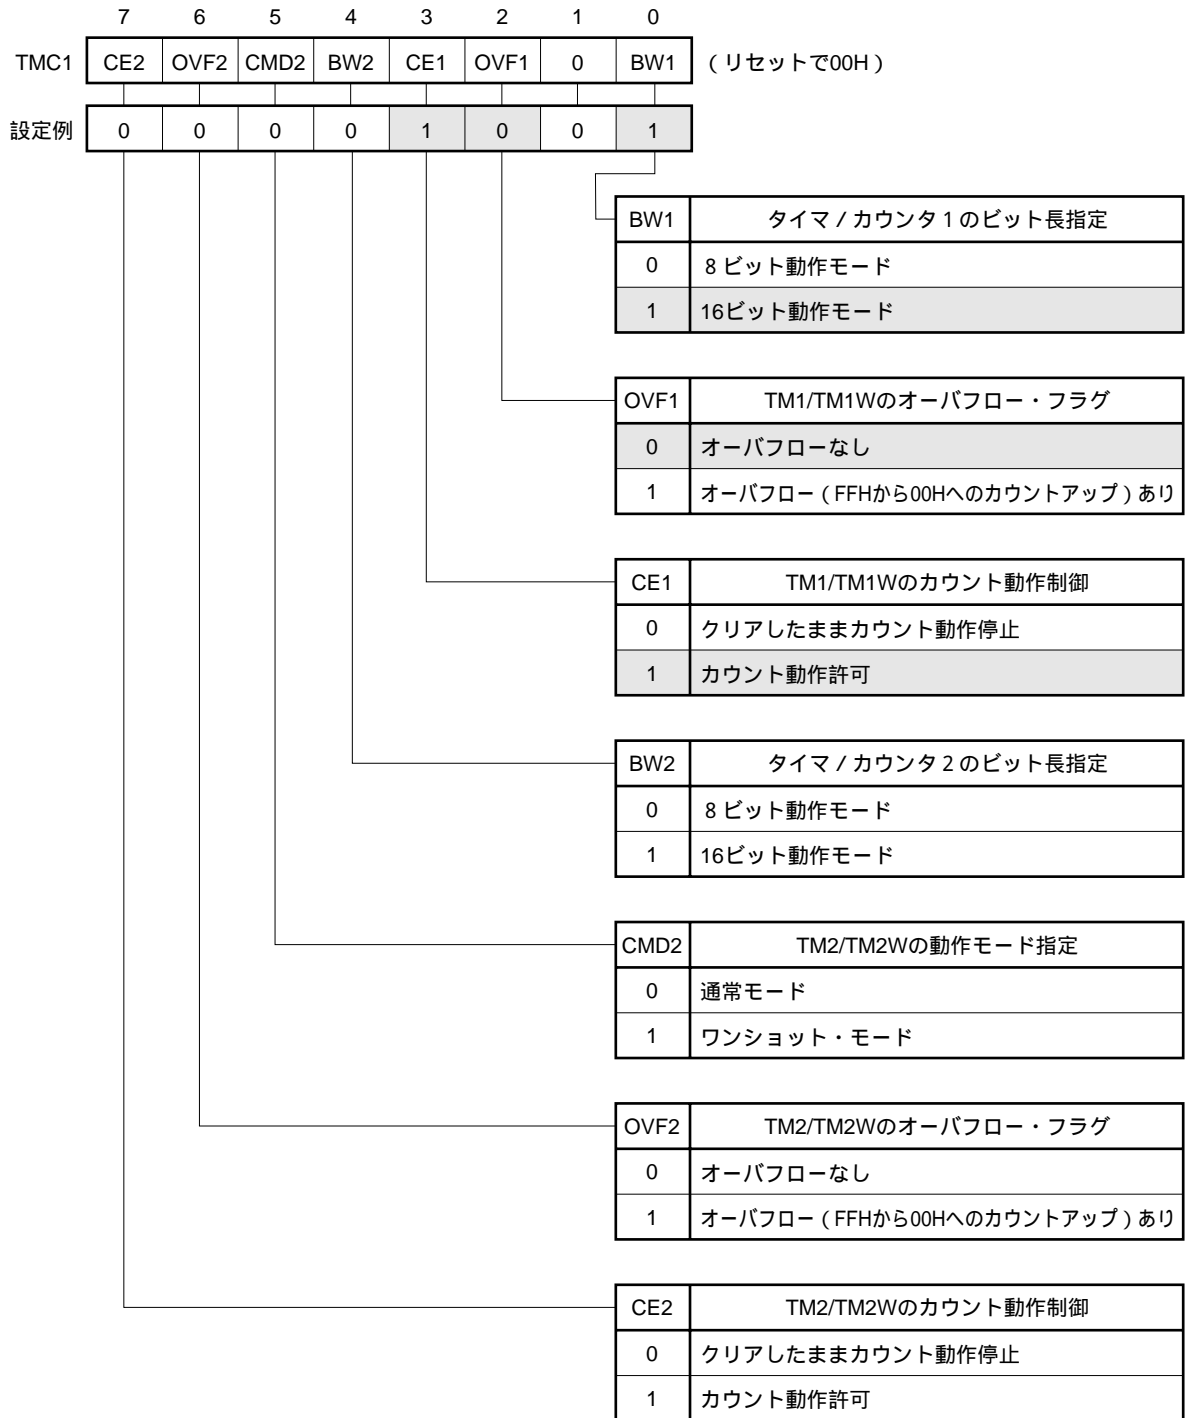 7 6 5 4 3 2 1 0
TMC1 CE2 OVF2 CMD2 BW2 CE1 OVF1 0 BW1 (リセットで00H)
設定例 0 0 0 0 1 0 0 1
BW1 タイマ/カウンタ1のビット長指定
0 8ビット動作モード
1 16ビット動作モード
OVF1 TM1/TM1Wのオーバフロー・フラグ
0 オーバフローなし
1 オーバフロー(FFHから00Hへのカウントアップ)あり
CE1 TM1/TM1Wのカウント動作制御
0 クリアしたままカウント動作停止
1 カウント動作許可
BW2 タイマ/カウンタ2のビット長指定
0 8ビット動作モード
1 16ビット動作モード
CMD2 TM2/TM2Wの動作モード指定
0 通常モード
1 ワンショット・モード
OVF2 TM2/TM2Wのオーバフロー・フラグ
0 オーバフローなし
1 オーバフロー(FFHから00Hへのカウントアップ)あり
CE2 TM2/TM2Wのカウント動作制御
0 クリアしたままカウント動作停止
1 カウント動作許可